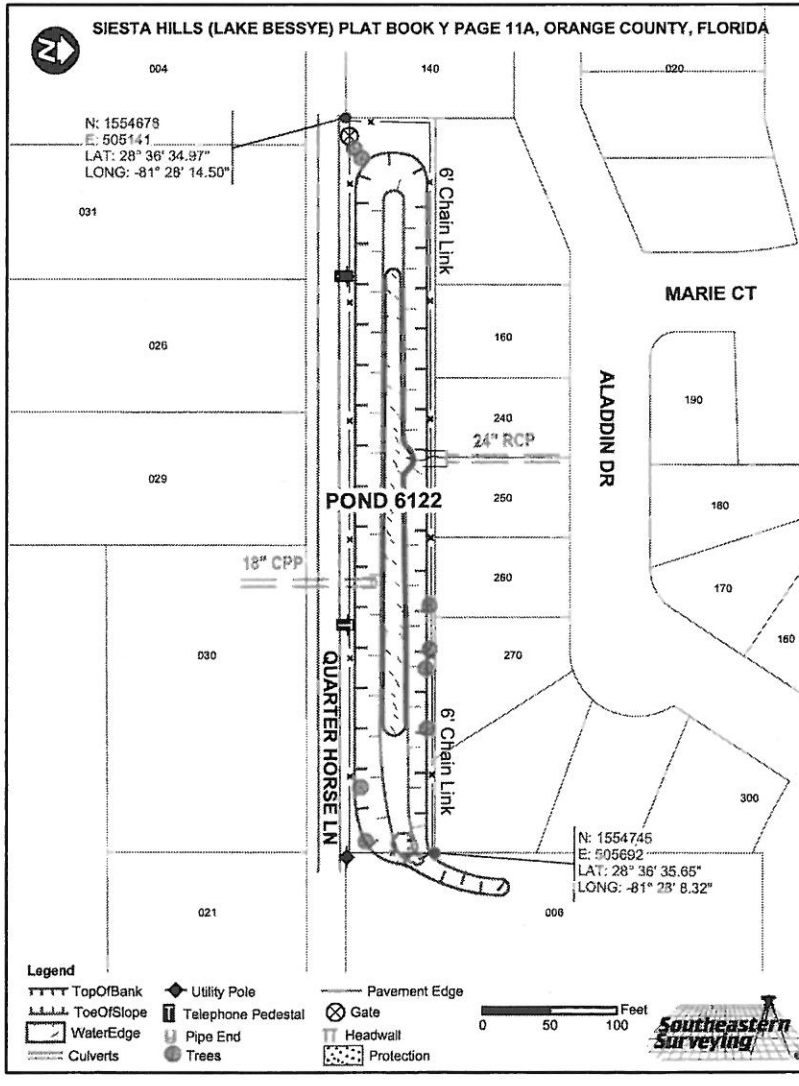 SIESTA HILLS (LAKE BESSYE) PLAT BOOK Y PAGE 11A, ORANGE COUNTY, FLORIDA
N
004
140
020
N: 1554678
E: 505141
LAT: 28° 36' 34.97"
LONG: -81° 28' 14.50"
031
6' Chain Link
MARIE CT
026
160
ALADDIN DR
190
240
24" RCP
029
250
POND 6122
180
18" CPP
260
170
160
030
QUARTER HORSE LN
270
6' Chain Link
300
N: 1554745
E: 505692
LAT: 28° 36' 35.65"
LONG: -81° 28' 8.32"
021
006
Legend
TopOfBank
Utility Pole
Pavement Edge
ToeOfSlope
Telephone Pedestal
Gate
WaterEdge
Pipe End
Headwall
Culverts
Trees
Protection
Feet
0 50 100
Southeastern
Surveying